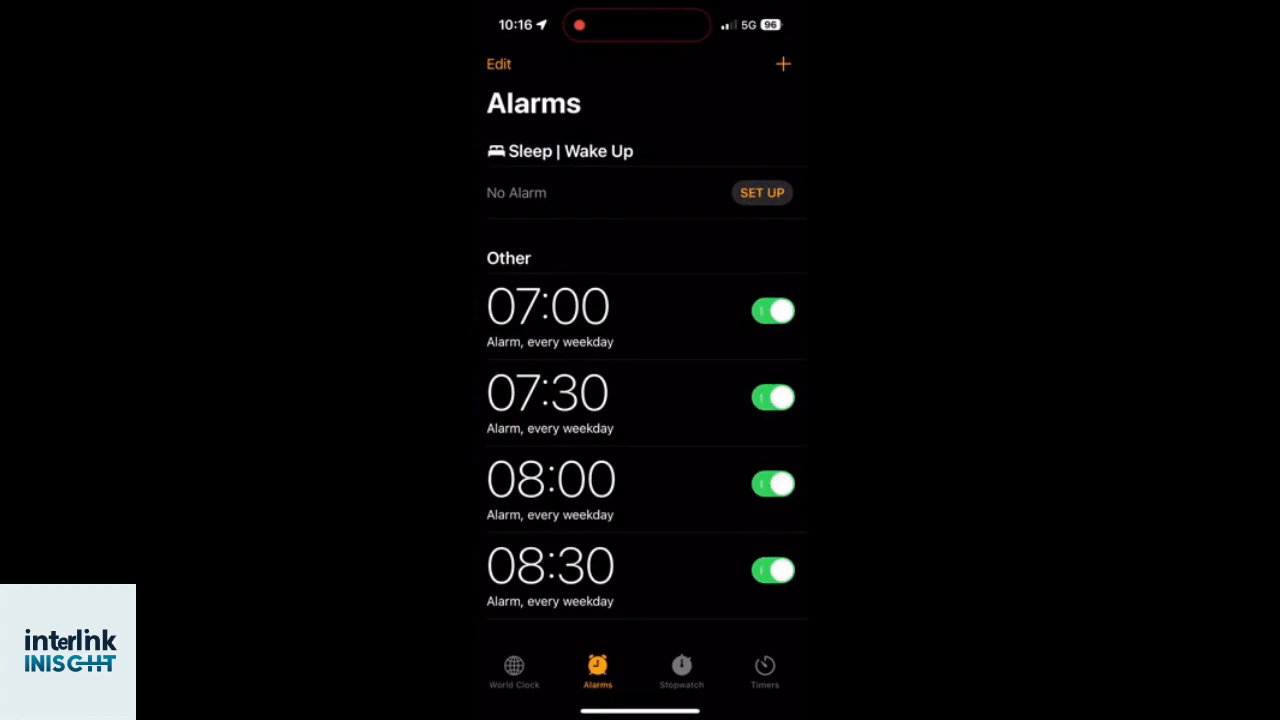 10:16
5G 96
Edit
Alarms
Sleep | Wake Up
No Alarm
SET UP
Other
07:00
Alarm, every weekday
07:30
Alarm, every weekday
08:00
Alarm, every weekday
08:30
Alarm, every weekday
World Clock
Alarms
Stopwatch
Timers
interlink
INISGHT